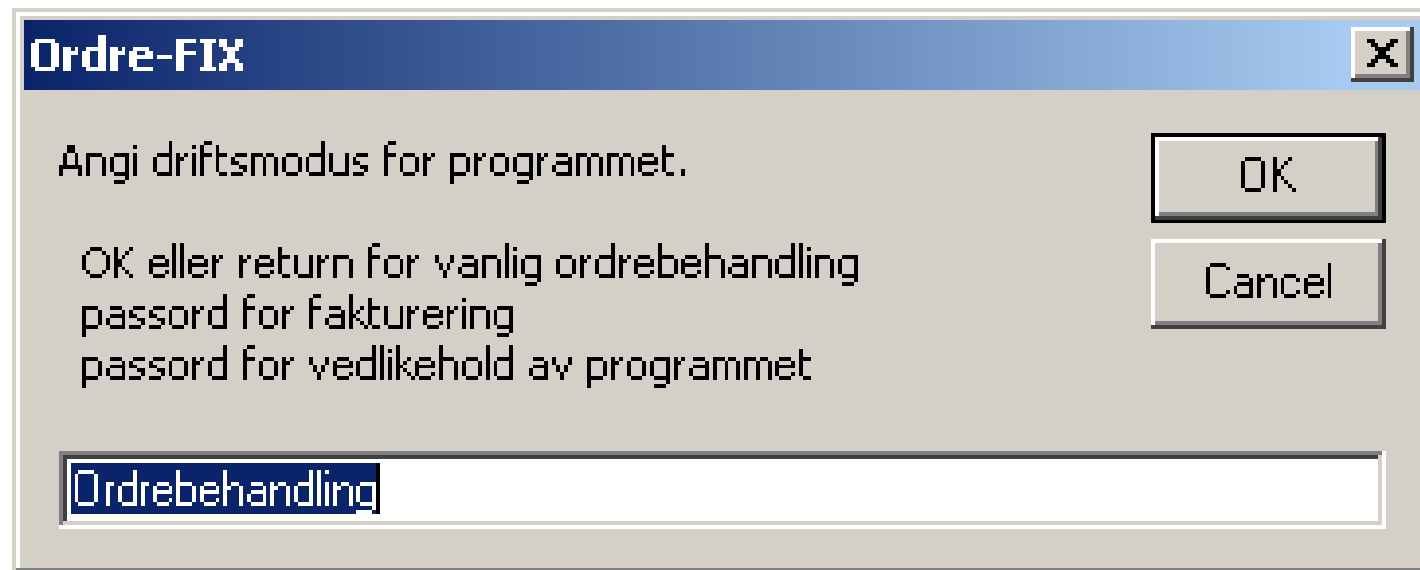 Ordre-FIX
Angi driftsmodus for programmet.
OK
OK eller return for vanlig ordrebehandling
Cancel
passord for fakturering
passord for vedlikehold av programmet
Ordrebehandling